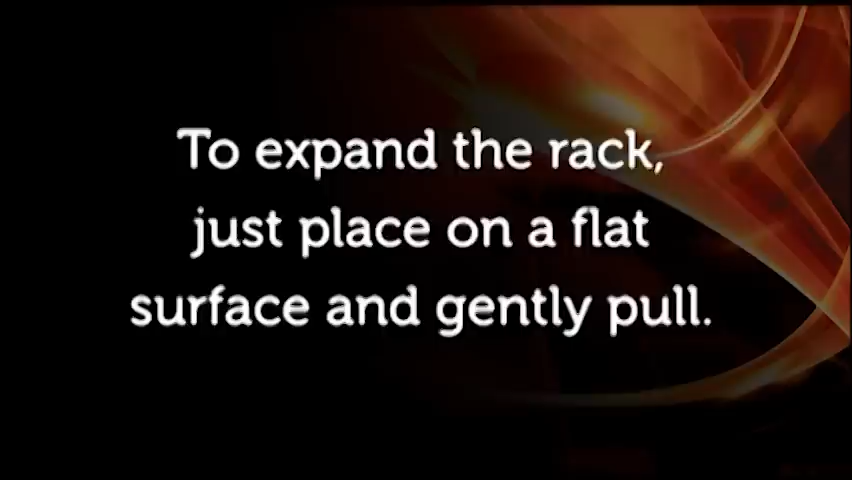 To expand the rack,
just place on a flat
surface and gently pull.